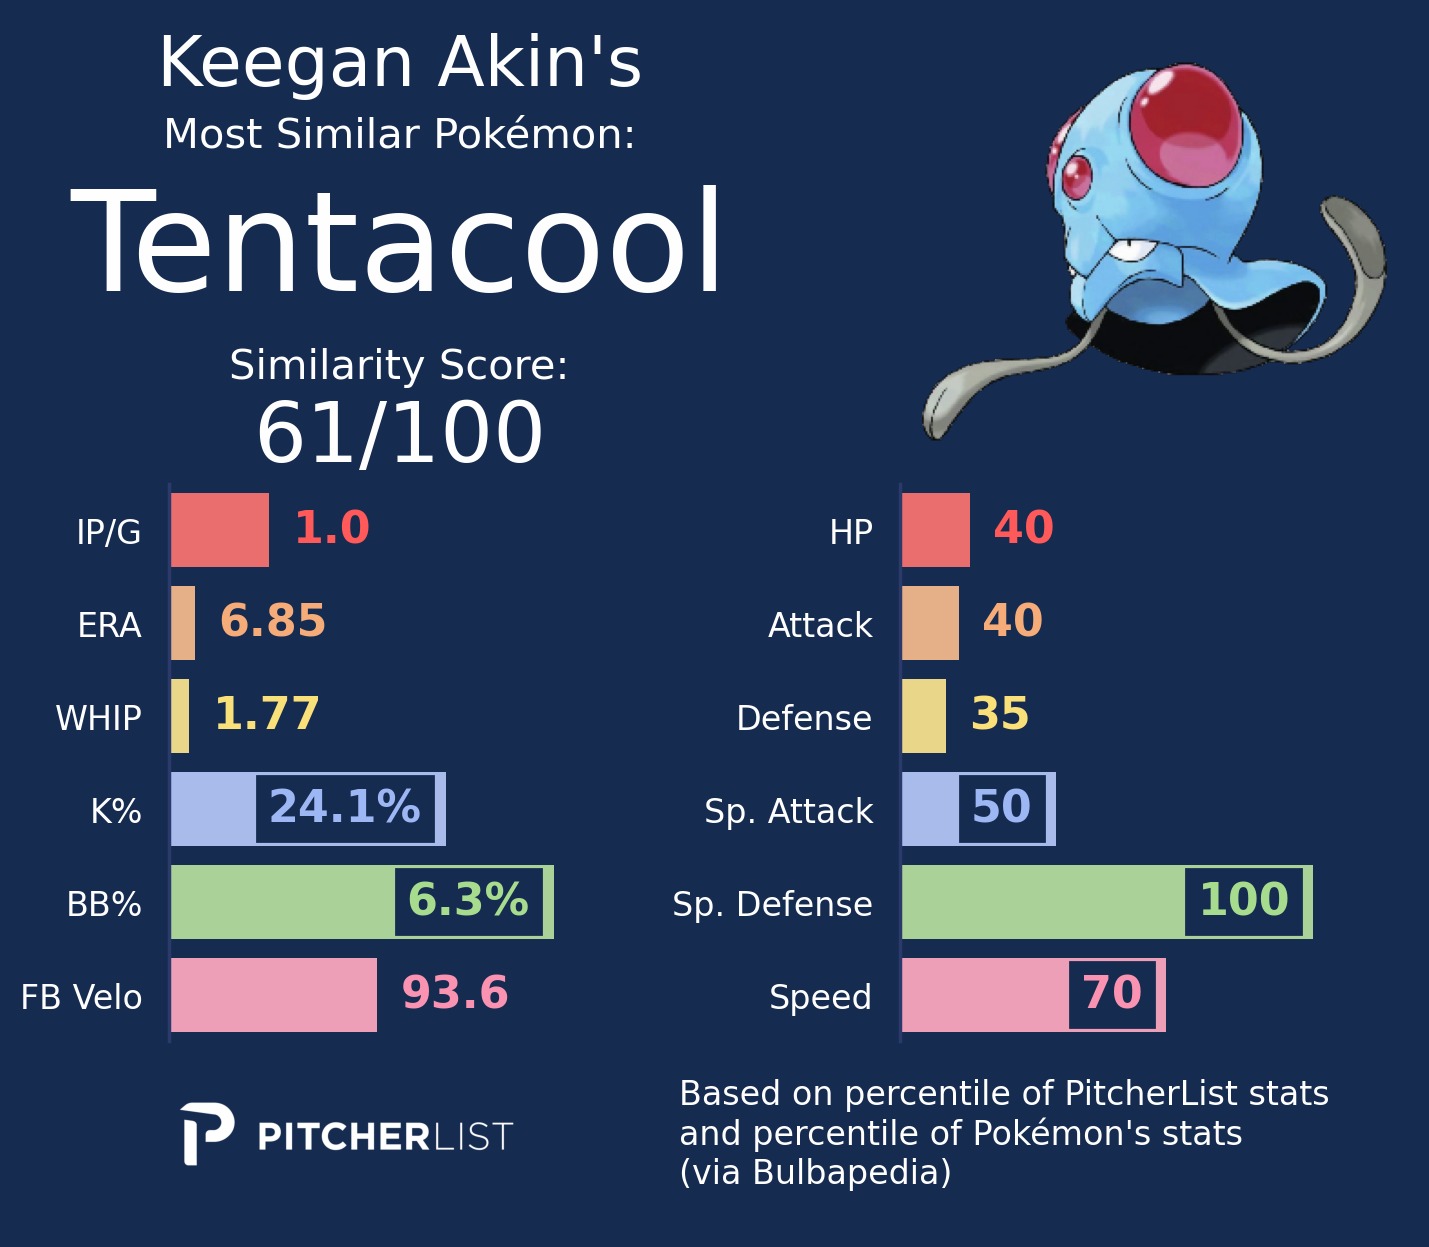 Keegan Akin's
Most Similar Pokémon:
Tentacool
Similarity Score:
61/100
IP/G 1.0
ERA 6.85
WHIP 1.77
K% 24.1%
BB% 6.3%
FB Velo 93.6
HP 40
Attack 40
Defense 35
Sp. Attack 50
Sp. Defense 100
Speed 70
PITCHERLIST
Based on percentile of PitcherList stats
and percentile of Pokémon's stats
(via Bulbapedia)